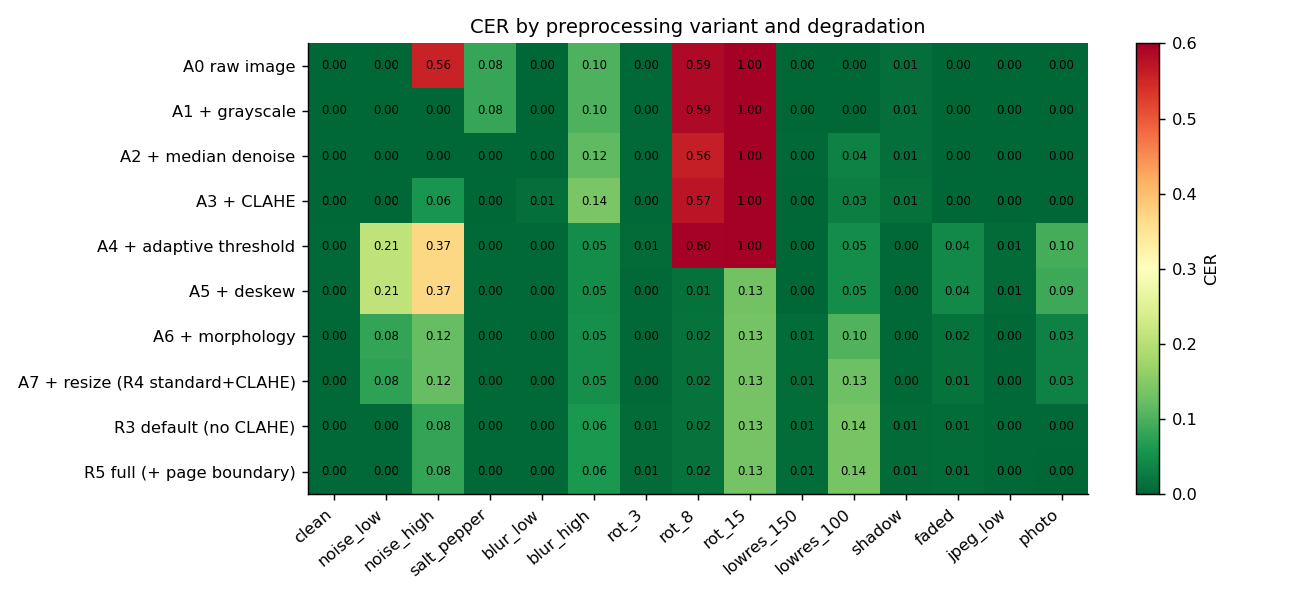 CER by preprocessing variant and degradation
A0 raw image 0.00 0.00 0.56 0.08 0.00 0.10 0.00 0.59 1.00 0.00 0.00 0.01 0.00 0.00 0.00
A1 + grayscale 0.00 0.00 0.00 0.08 0.00 0.10 0.00 0.59 1.00 0.00 0.00 0.01 0.00 0.00 0.00
A2 + median denoise 0.00 0.00 0.00 0.00 0.00 0.12 0.00 0.56 1.00 0.00 0.04 0.01 0.00 0.00 0.00
A3 + CLAHE 0.00 0.00 0.06 0.00 0.01 0.14 0.00 0.57 1.00 0.00 0.03 0.01 0.00 0.00 0.00
A4 + adaptive threshold 0.00 0.21 0.37 0.00 0.00 0.05 0.01 0.60 1.00 0.00 0.05 0.00 0.04 0.01 0.10
A5 + deskew 0.00 0.21 0.37 0.00 0.00 0.05 0.00 0.01 0.13 0.00 0.05 0.00 0.04 0.01 0.09
A6 + morphology 0.00 0.08 0.12 0.00 0.00 0.05 0.00 0.02 0.13 0.01 0.10 0.00 0.02 0.00 0.03
A7 + resize (R4 standard+CLAHE) 0.00 0.08 0.12 0.00 0.00 0.05 0.00 0.02 0.13 0.01 0.13 0.00 0.01 0.00 0.03
R3 default (no CLAHE) 0.00 0.00 0.08 0.00 0.00 0.06 0.01 0.02 0.13 0.01 0.14 0.01 0.01 0.00 0.00
R5 full (+ page boundary) 0.00 0.00 0.08 0.00 0.00 0.06 0.01 0.02 0.13 0.01 0.14 0.01 0.01 0.00 0.00
clean noise_low noise_high salt_pepper blur_low blur_high rot_3 rot_8 rot_15 lowres_150 lowres_100 shadow faded jpeg_low photo
0.6
0.5
0.4
0.3
0.2
0.1
0.0
CER